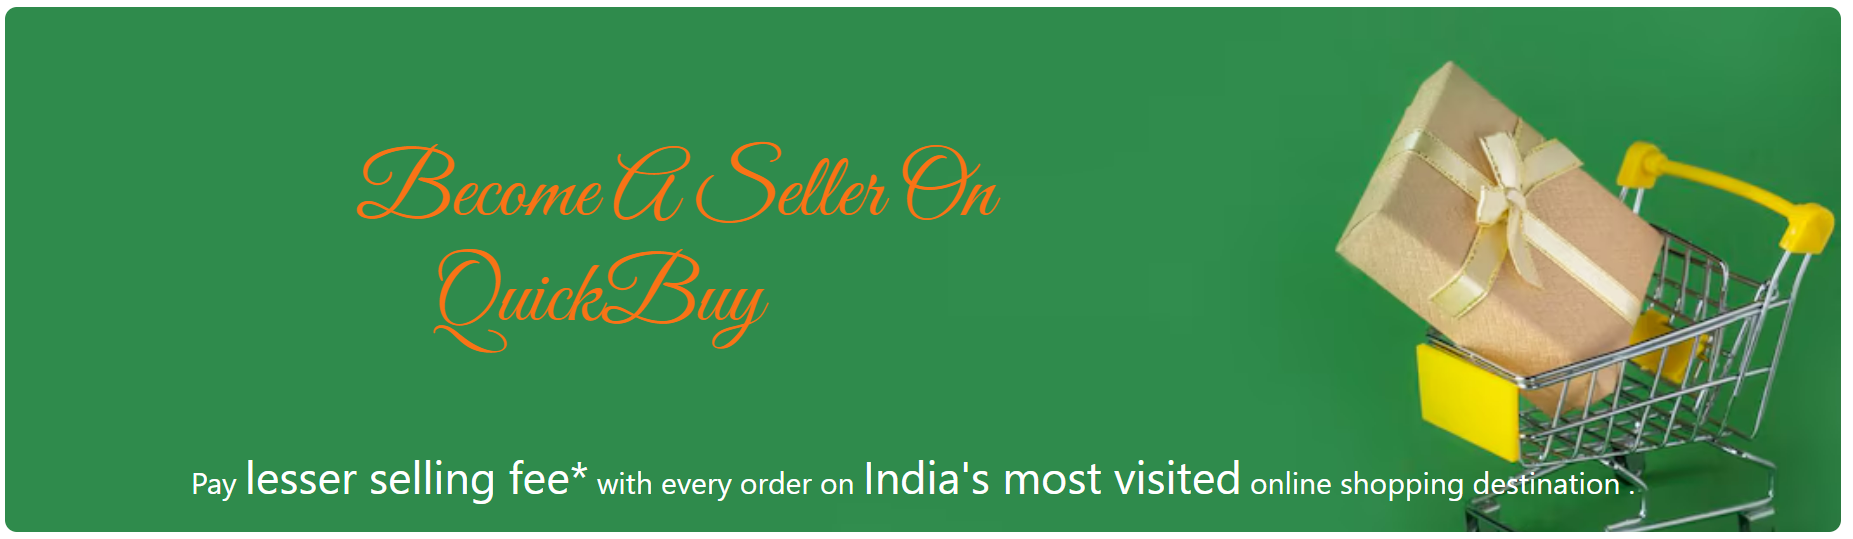 Become A Seller On
QuickBuy
Pay lesser selling fee* with every order on India's most visited online shopping destination .